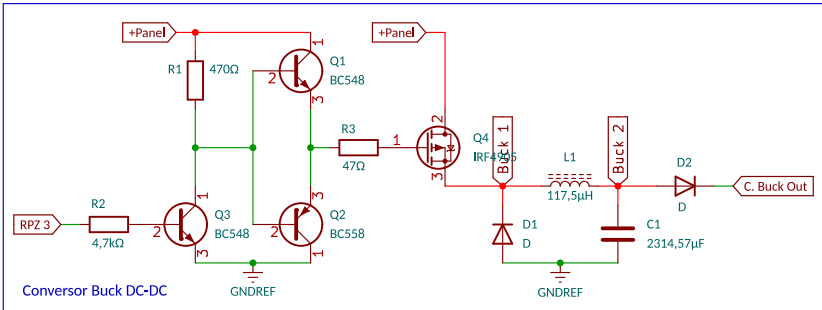 +Panel
+Panel
1
R1
470Ω
Q1
2
BC548
3
Q4
2
R3
1
IRF4905
47Ω
3
Buck 1
L1
117,5µH
Buck 2
D2
D
C. Buck Out
1
3
R2
Q3
Q2
RPZ 3
2
BC548
2
BC558
4,7kΩ
3
1
D1
D
C1
2314,57µF
GNDREF
GNDREF
Conversor Buck DC-DC